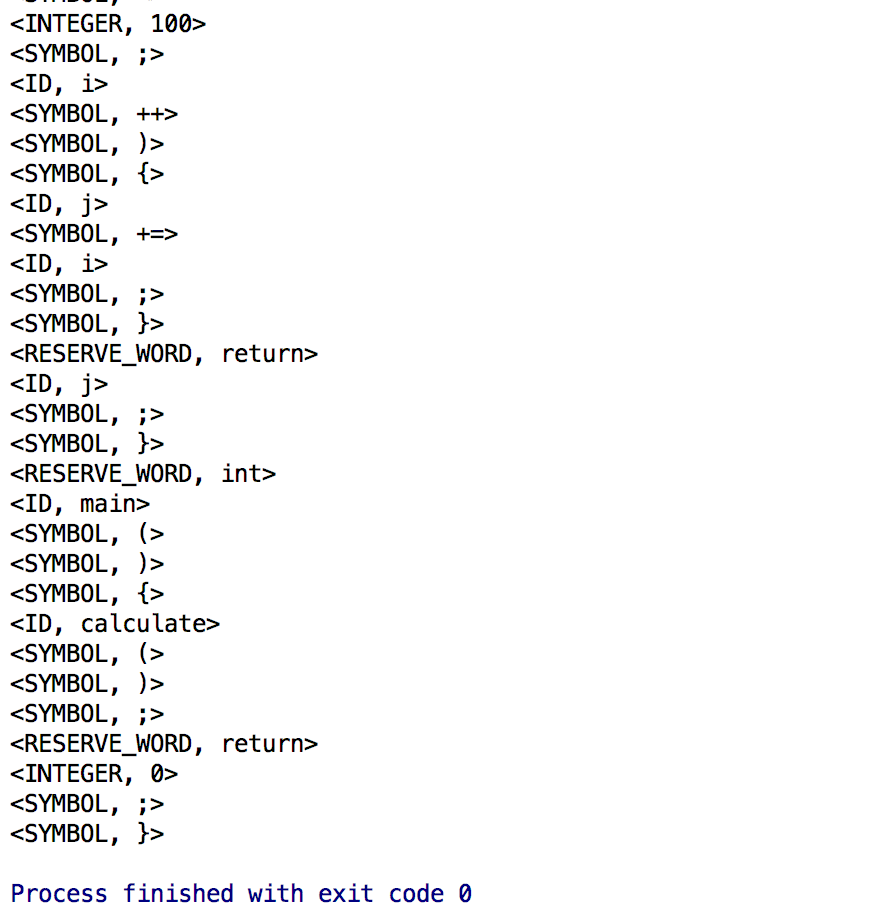 <INTEGER, 100>
<SYMBOL, ;>
<ID, i>
<SYMBOL, ++>
<SYMBOL, )>
<SYMBOL, {>
<ID, j>
<SYMBOL, +=>
<ID, i>
<SYMBOL, ;>
<SYMBOL, }>
<RESERVE_WORD, return>
<ID, j>
<SYMBOL, ;>
<SYMBOL, }>
<RESERVE_WORD, int>
<ID, main>
<SYMBOL, (>
<SYMBOL, )>
<SYMBOL, {>
<ID, calculate>
<SYMBOL, (>
<SYMBOL, )>
<SYMBOL, ;>
<RESERVE_WORD, return>
<INTEGER, 0>
<SYMBOL, ;>
<SYMBOL, }>
Process finished with exit code 0